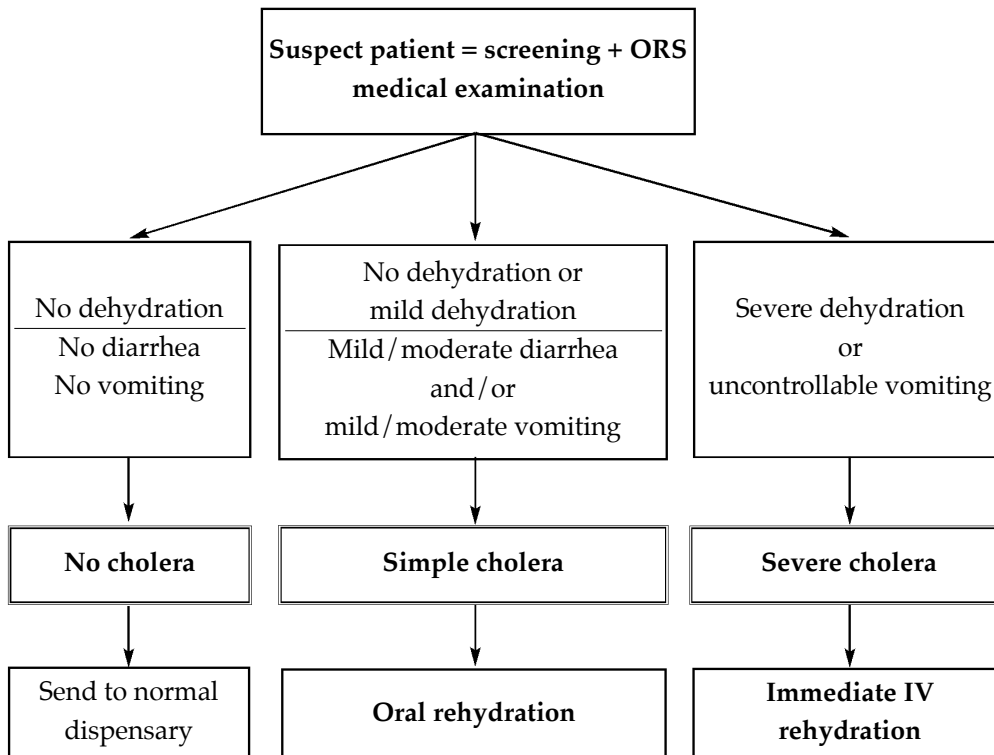 Suspect patient = screening + ORS
medical examination
No dehydration
No diarrhea
No vomiting
No dehydration or
mild dehydration
Mild/moderate diarrhea
and/or
mild/moderate vomiting
Severe dehydration
or
uncontrollable vomiting
No cholera
Simple cholera
Severe cholera
Send to normal
dispensary
Oral rehydration
Immediate IV
rehydration